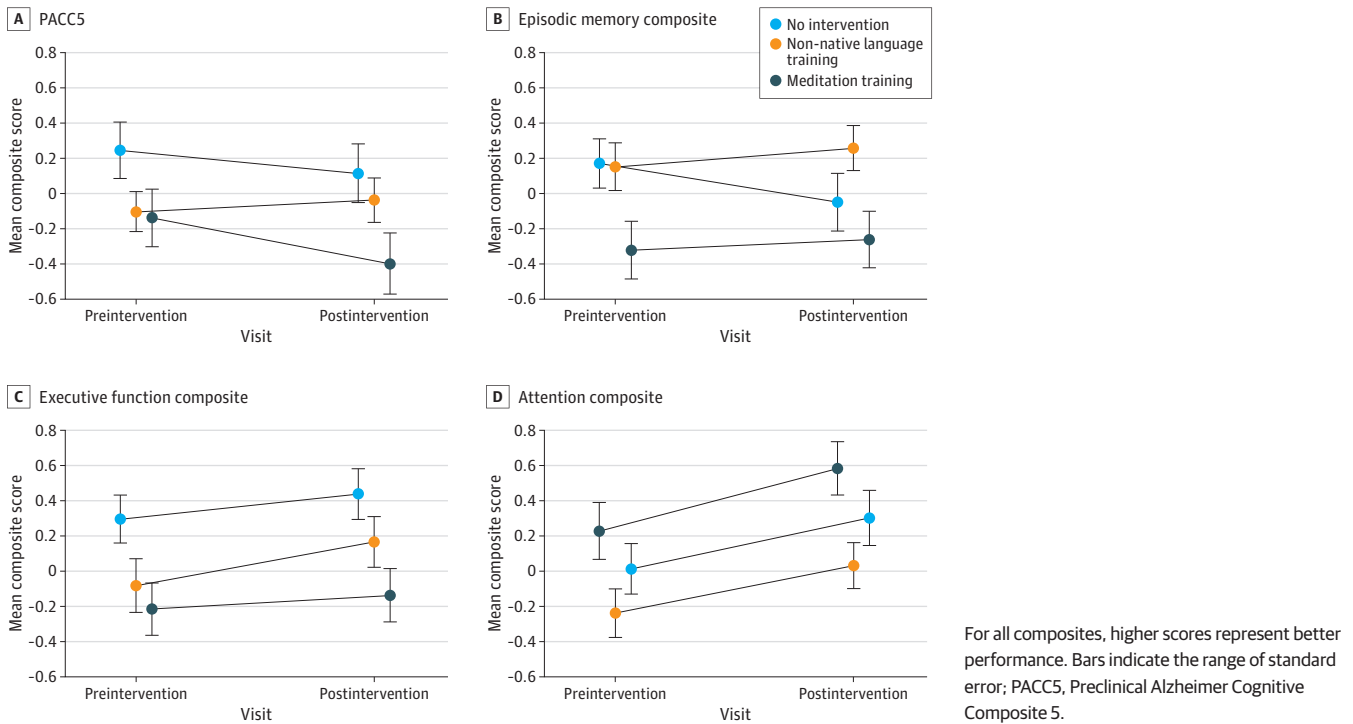 A PACC5
0.8
0.6
0.4
0.2
0
-0.2
-0.4
-0.6
Mean composite score
Preintervention Postintervention
Visit
B Episodic memory composite
No intervention
Non-native language
training
Meditation training
0.8
0.6
0.4
0.2
0
-0.2
-0.4
-0.6
Mean composite score
Preintervention Postintervention
Visit
C Executive function composite
0.8
0.6
0.4
0.2
0
-0.2
-0.4
-0.6
Mean composite score
Preintervention Postintervention
Visit
D Attention composite
0.8
0.6
0.4
0.2
0
-0.2
-0.4
-0.6
Mean composite score
Preintervention Postintervention
Visit
For all composites, higher scores represent better
performance. Bars indicate the range of standard
error; PACC5, Preclinical Alzheimer Cognitive
Composite 5.